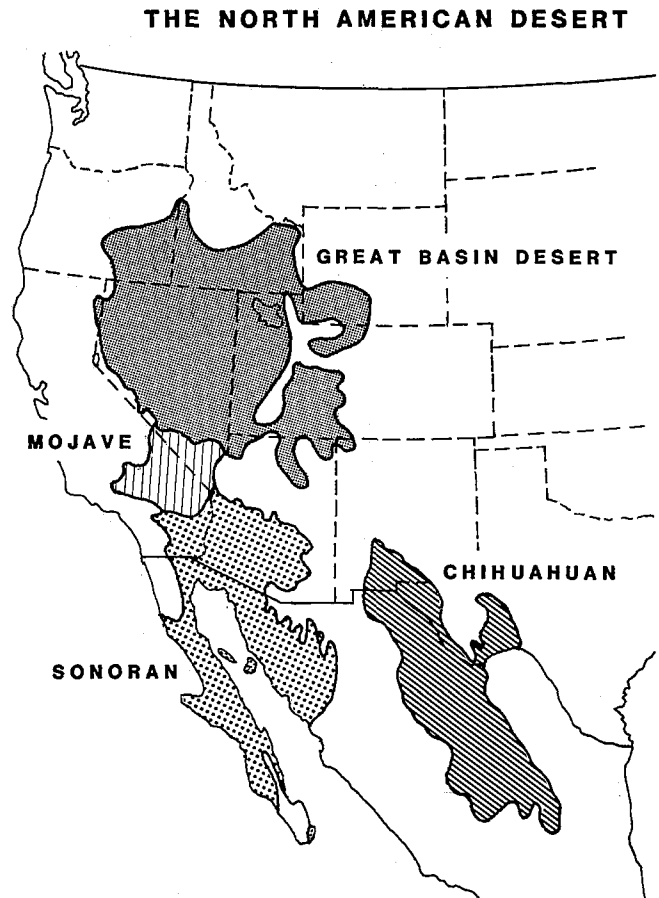 THE NORTH AMERICAN DESERT
GREAT BASIN DESERT
MOJAVE
CHIHUAHUAN
SONORAN